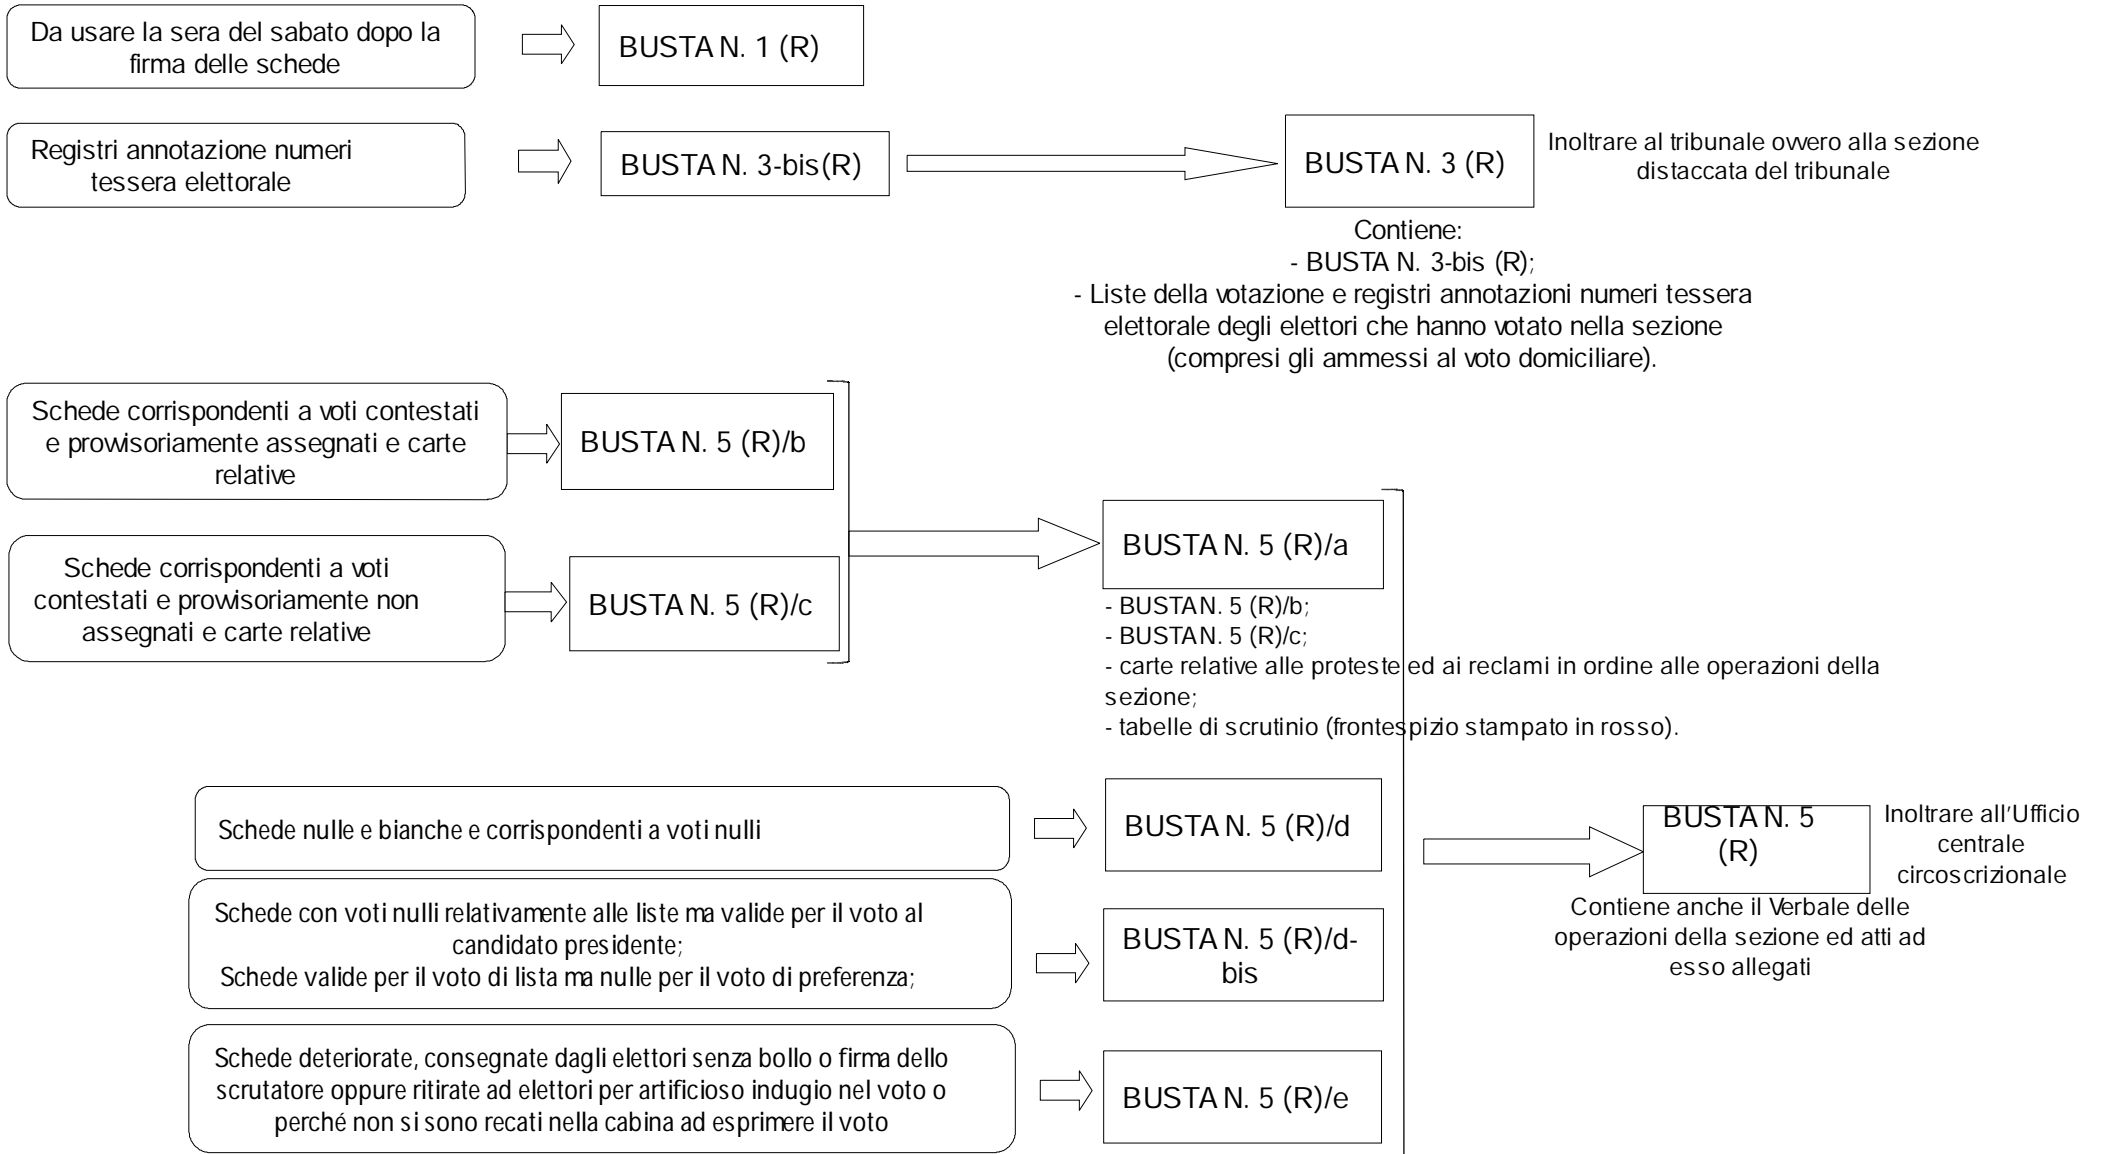 Da usare la sera del sabato dopo la
firma delle schede
BUSTA N. 1 (R)
Registri annotazione numeri
tessera elettorale
BUSTA N. 3-bis(R)
BUSTA N. 3 (R)
Inoltrare al tribunale ovvero alla sezione
distaccata del tribunale
Contiene:
- BUSTA N. 3-bis (R);
- Liste della votazione e registri annotazioni numeri tessera
elettorale degli elettori che hanno votato nella sezione
(compresi gli ammessi al voto domiciliare).
Schede corrispondenti a voti contestati
e provvisoriamente assegnati e carte
relative
BUSTA N. 5 (R)/b
Schede corrispondenti a voti
contestati e provvisoriamente non
assegnati e carte relative
BUSTA N. 5 (R)/c
BUSTA N. 5 (R)/a
- BUSTA N. 5 (R)/b;
- BUSTA N. 5 (R)/c;
- carte relative alle proteste ed ai reclami in ordine alle operazioni della
sezione;
- tabelle di scrutinio (frontespizio stampato in rosso).
Schede nulle e bianche e corrispondenti a voti nulli
BUSTA N. 5 (R)/d
Schede con voti nulli relativamente alle liste ma valide per il voto al
candidato presidente;
Schede valide per il voto di lista ma nulle per il voto di preferenza;
BUSTA N. 5 (R)/d-
bis
Schede deteriorate, consegnate dagli elettori senza bollo o firma dello
scrutatore oppure ritirate ad elettori per artificioso indugio nel voto o
perché non si sono recati nella cabina ad esprimere il voto
BUSTA N. 5 (R)/e
BUSTA N. 5
(R)
Inoltrare all'Ufficio
centrale
circoscrizionale
Contiene anche il Verbale delle
operazioni della sezione ed atti ad
esso allegati